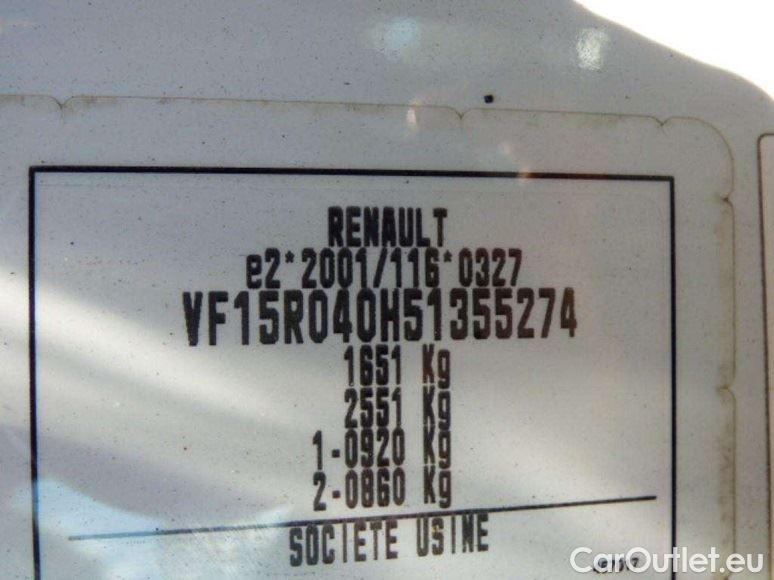 RENAULT
e2*2001/116*0327
VF15R040H51355274
1651 Kg
2551 Kg
1-0920 Kg
2-0860 Kg
SOCIETE USINE
CarOutlet.eu